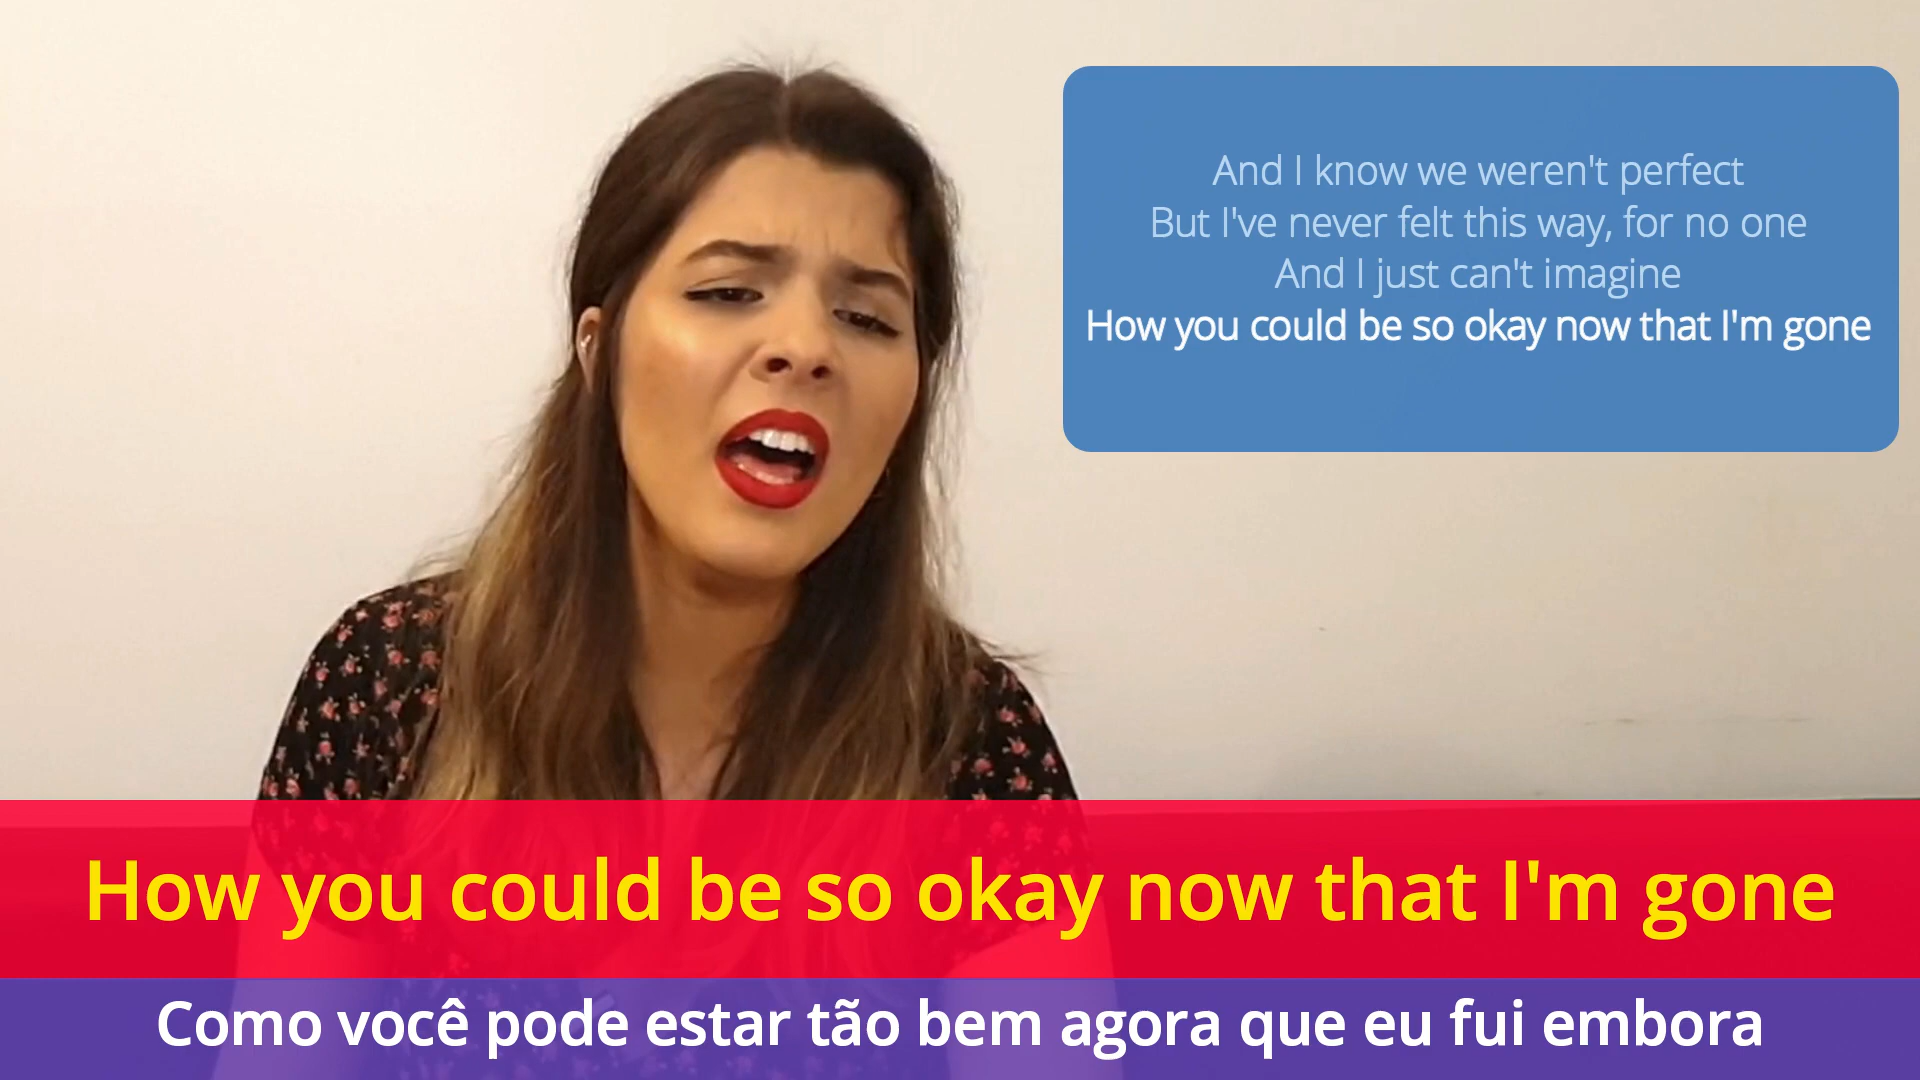 And I know we weren't perfect
But I've never felt this way, for no one
And I just can't imagine
How you could be so okay now that I'm gone
How you could be so okay now that I'm gone
Como você pode estar tão bem agora que eu fui embora